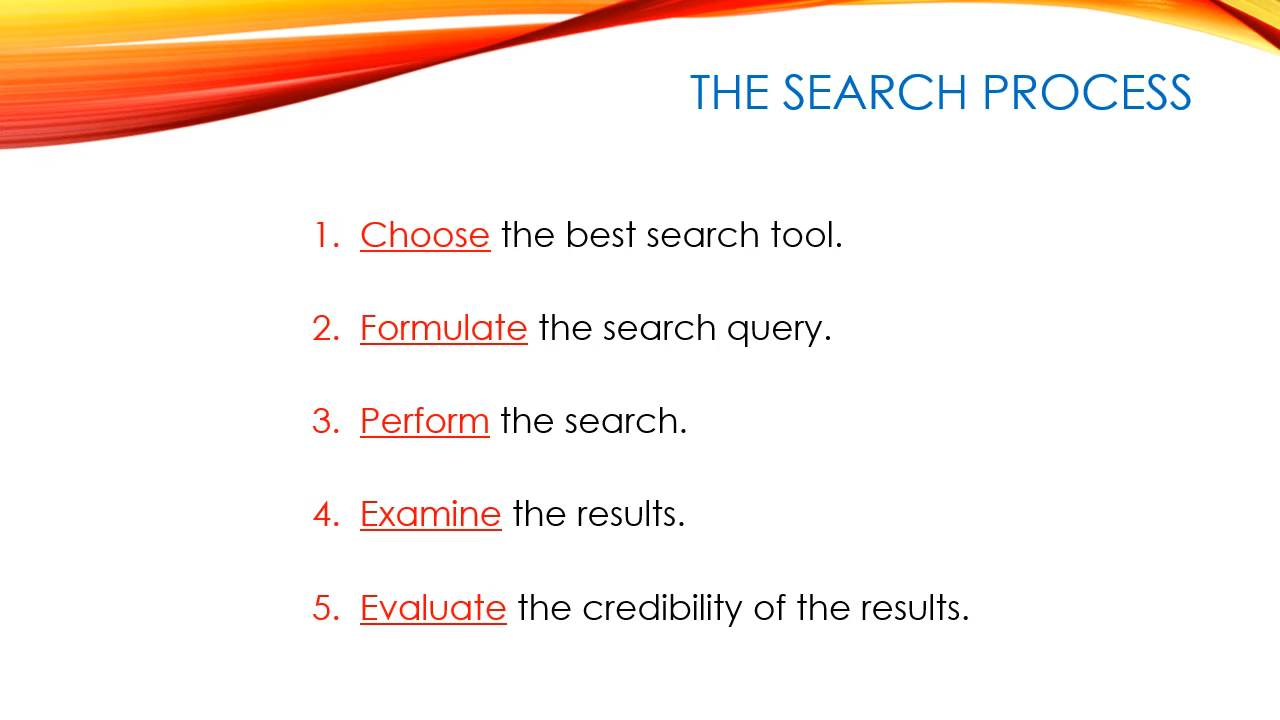 THE SEARCH PROCESS
1. Choose the best search tool.
2. Formulate the search query.
3. Perform the search.
4. Examine the results.
5. Evaluate the credibility of the results.